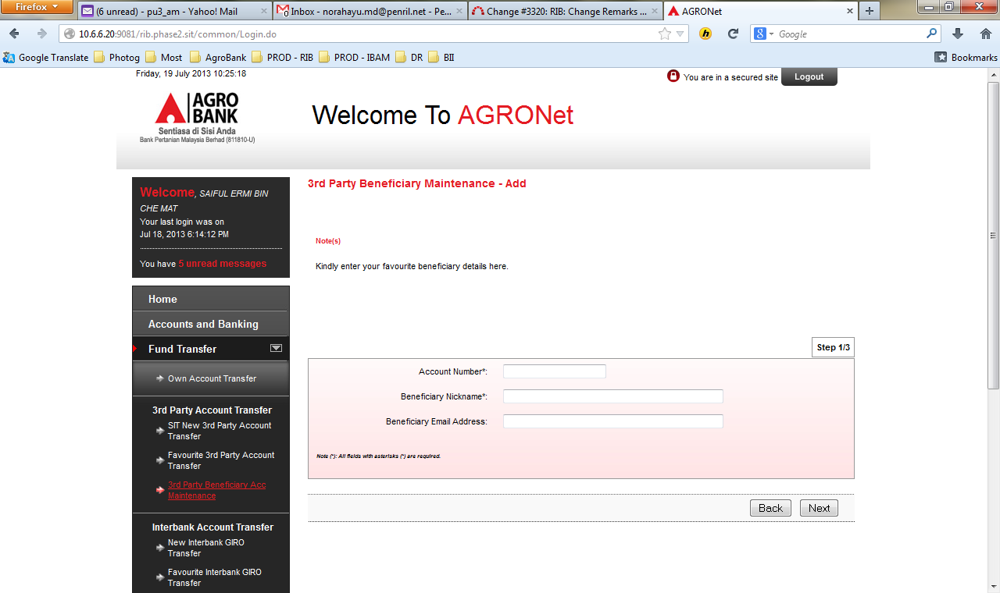 Firefox
(6 unread) - pu3_am - Yahoo! Mail
Inbox - norahayu.md@penril.net - Pe...
Change #3320: RIB: Change Remarks ...
AGRONet
10.6.6.20:9081/rib.phase2.sit/common/Login.do
Google
Google Translate
Photog
Most
AgroBank
PROD - RIB
PROD - IBAM
DR
BII
Bookmarks
Friday, 19 July 2013 10:25:18
You are in a secured site
Logout
AGRO
BANK
Sentiasa di Sisi Anda
Bank Pertanian Malaysia Berhad (811810-U)
Welcome To AGRONet
Welcome, SAIFUL ERMI BIN
CHE MAT
Your last login was on
Jul 18, 2013 6:14:12 PM
You have 5 unread messages
Home
Accounts and Banking
Fund Transfer
Own Account Transfer
3rd Party Account Transfer
SIT New 3rd Party Account
Transfer
Favourite 3rd Party Account
Transfer
3rd Party Beneficiary Acc
Maintenance
Interbank Account Transfer
New Interbank GIRO
Transfer
Favourite Interbank GIRO
Transfer
3rd Party Beneficiary Maintenance - Add
Note(s)
Kindly enter your favourite beneficiary details here.
Step 1/3
Account Number*:
Beneficiary Nickname*:
Beneficiary Email Address:
Note (*): All fields with asterisks (*) are required.
Back
Next